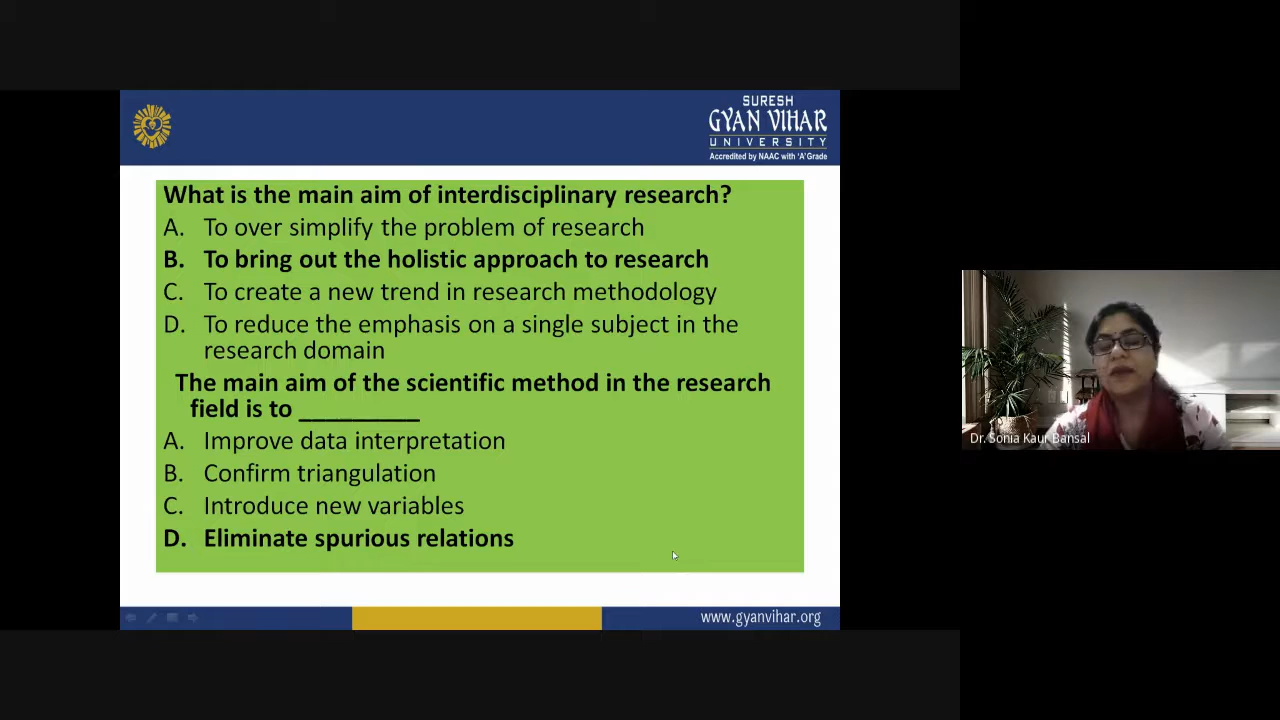 SURESH
GYAN VIHAR
UNIVERSITY
Accredited by NAAC with 'A' Grade
What is the main aim of interdisciplinary research?
A. To over simplify the problem of research
B. To bring out the holistic approach to research
C. To create a new trend in research methodology
D. To reduce the emphasis on a single subject in the
research domain
The main aim of the scientific method in the research
field is to _________
A. Improve data interpretation
B. Confirm triangulation
C. Introduce new variables
D. Eliminate spurious relations
Dr. Sonia Kaur Bansal
www.gyanvihar.org